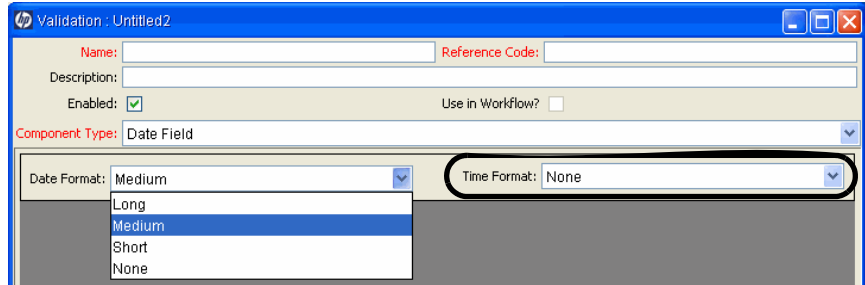 hp Validation : Untitled2
Name: Reference Code:
Description:
Enabled: Use in Workflow?
Component Type: Date Field
Date Format: Medium Time Format: None
Long
Medium
Short
None